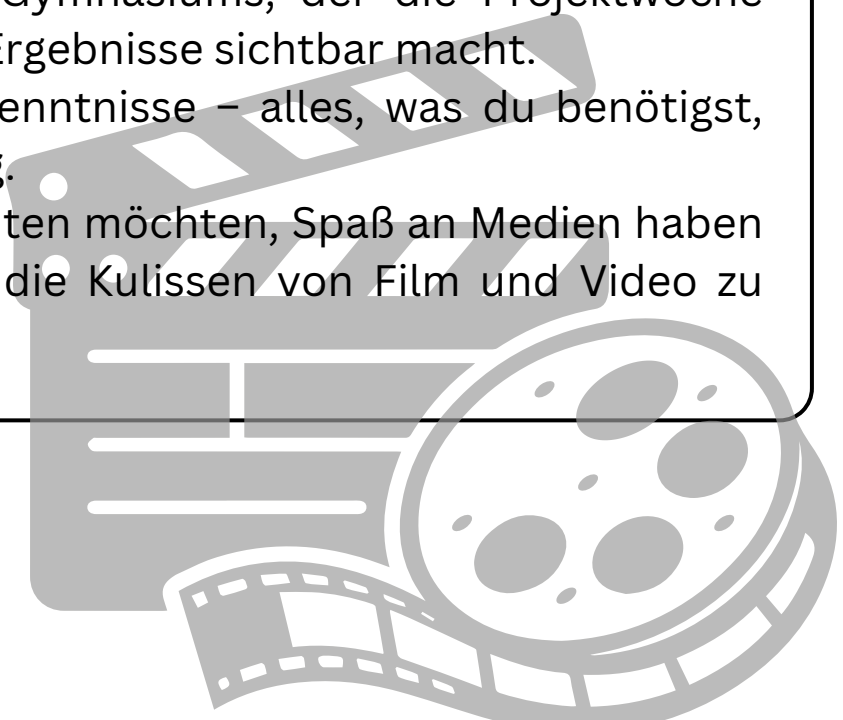 Gymnasiums, der die Projektwoche
Ergebnisse sichtbar macht.
enntnisse – alles, was du benötigst,
g.
ten möchten, Spaß an Medien haben
die Kulissen von Film und Video zu